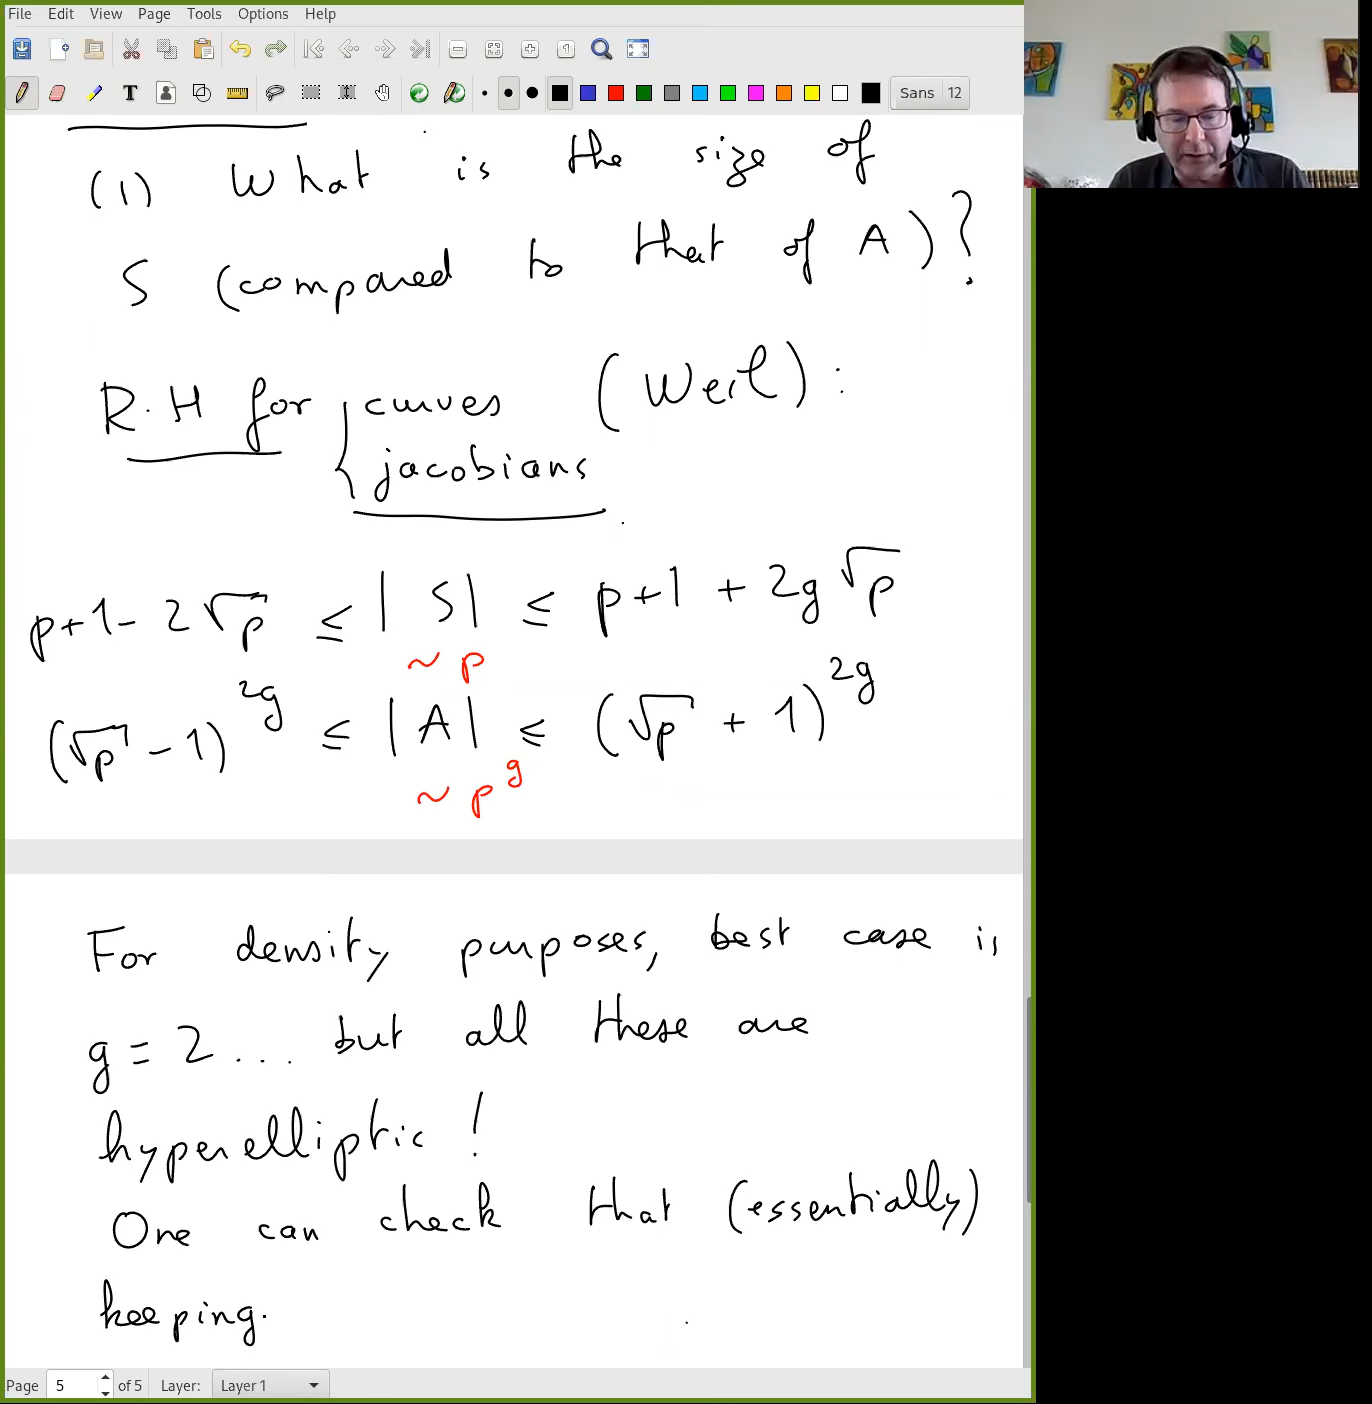 File Edit View Page Tools Options Help
Sans 12
(1) What is the size of
S (compared to that of A)?
R.H for { curves (Weil):
jacobians
p+1-2√p ≤ |S| ≤ p+1+2g√p
~ p
(√p-1)^{2g} ≤ |A| ≤ (√p+1)^{2g}
~ p^g
For density purposes, best case is
g = 2... but all these are
hyperelliptic!
One can check that (essentially)
keeping.
Page 5 of 5 Layer: Layer 1